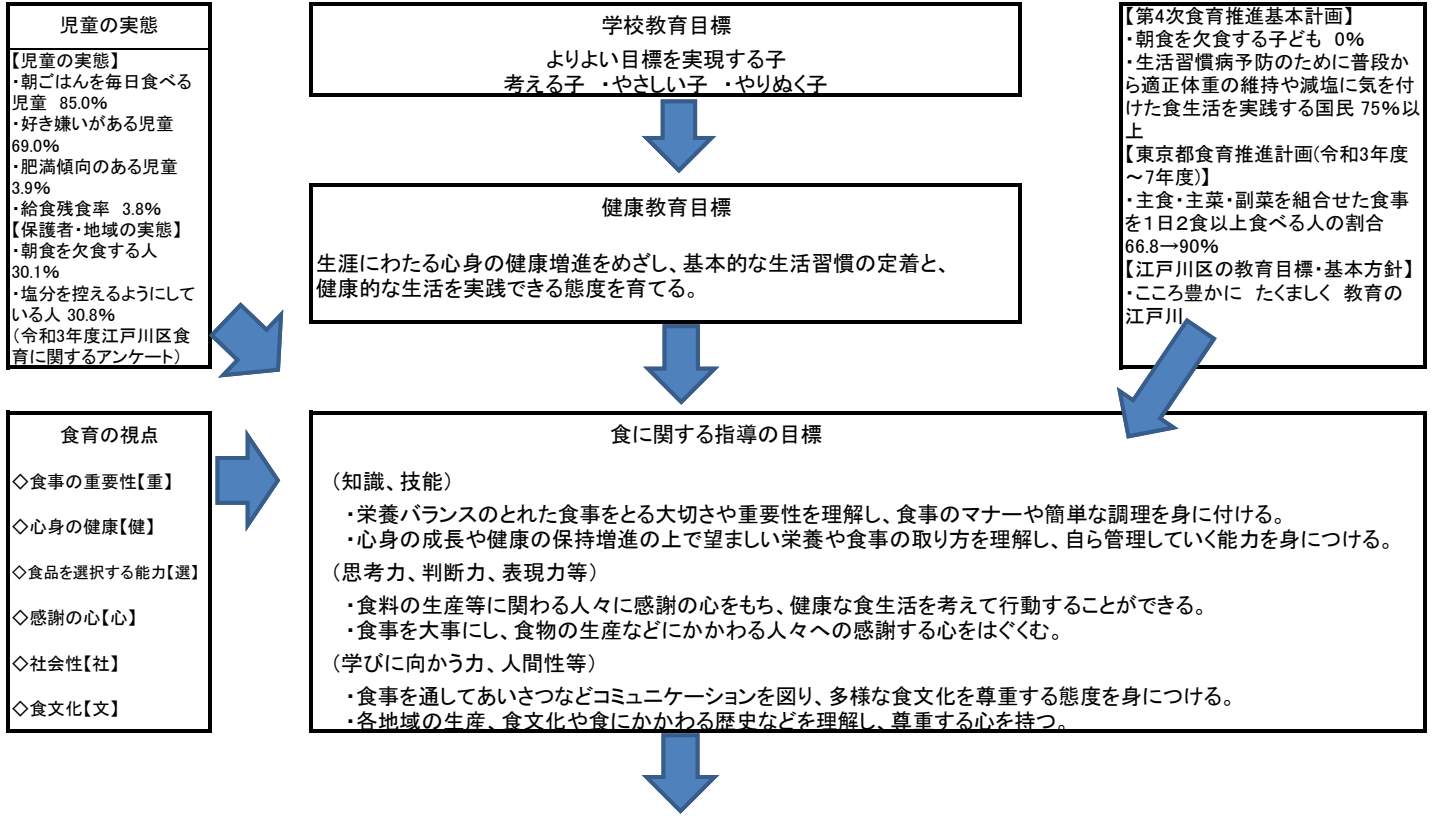 児童の実態
【児童の実態】
・朝ごはんを毎日食べる
児童 85.0%
・好き嫌いがある児童
69.0%
・肥満傾向のある児童
3.9%
・給食残食率 3.8%
【保護者・地域の実態】
・朝食を欠食する人
30.1%
・塩分を控えるようにして
いる人 30.8%
(令和3年度江戸川区食
育に関するアンケート)
学校教育目標
よりよい目標を実現する子
考える子 ・やさしい子 ・やりぬく子
健康教育目標
生涯にわたる心身の健康増進をめざし、基本的な生活習慣の定着と、
健康的な生活を実践できる態度を育てる。
【第4次食育推進基本計画】
・朝食を欠食する子ども 0%
・生活習慣病予防のために普段か
ら適正体重の維持や減塩に気を付
けた食生活を実践する国民 75%以
上
【東京都食育推進計画(令和3年度
～7年度)】
・主食・主菜・副菜を組合せた食事
を1日2食以上食べる人の割合
66.8→90%
【江戸川区の教育目標・基本方針】
・こころ豊かに たくましく 教育の
江戸川
食育の視点
◇食事の重要性【重】
◇心身の健康【健】
◇食品を選択する能力【選】
◇感謝の心【心】
◇社会性【社】
◇食文化【文】
食に関する指導の目標
(知識、技能)
・栄養バランスのとれた食事をとる大切さや重要性を理解し、食事のマナーや簡単な調理を身に付ける。
・心身の成長や健康の保持増進の上で望ましい栄養や食事の取り方を理解し、自ら管理していく能力を身につける。
(思考力、判断力、表現力等)
・食料の生産等に関わる人々に感謝の心をもち、健康な食生活を考えて行動することができる。
・食事を大事にし、食物の生産などにかかわる人々への感謝する心をはぐくむ。
(学びに向かう力、人間性等)
・食事を通してあいさつなどコミュニケーションを図り、多様な食文化を尊重する態度を身につける。
・各地域の生産、食文化や食にかかわる歴史などを理解し、尊重する心を持つ。